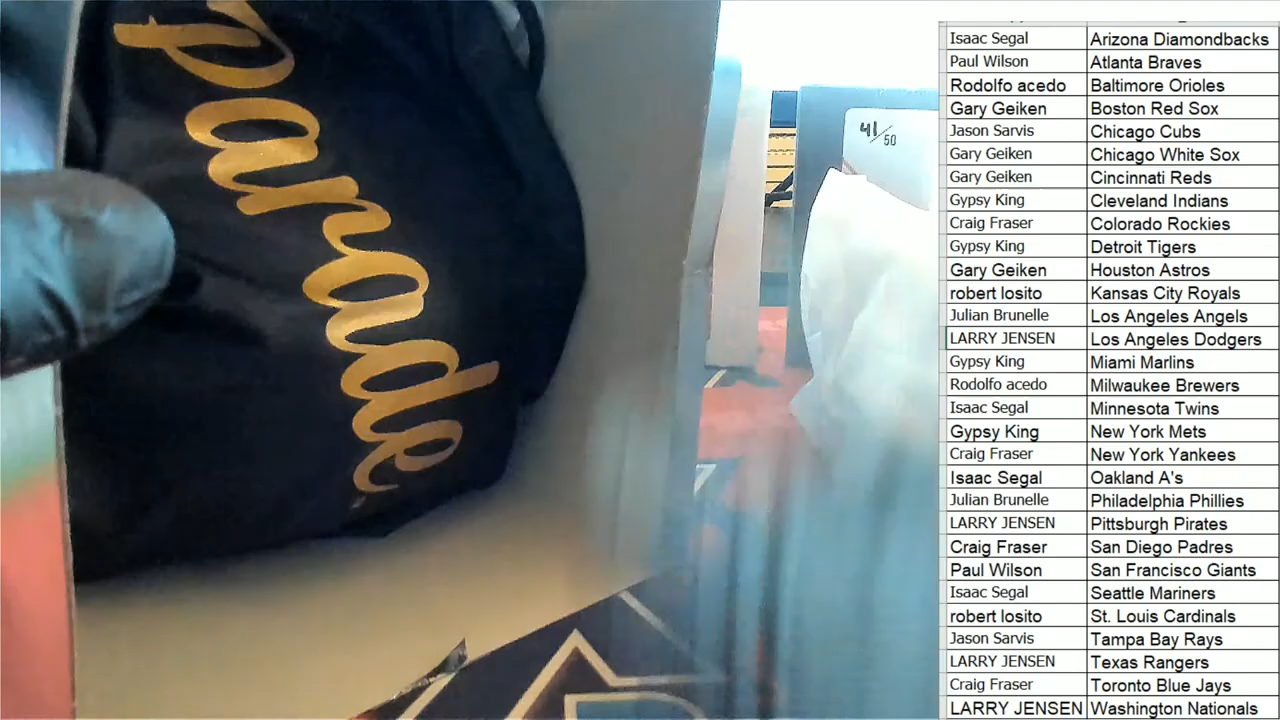 parade
41/50
Isaac Segal Arizona Diamondbacks
Paul Wilson Atlanta Braves
Rodolfo acedo Baltimore Orioles
Gary Geiken Boston Red Sox
Jason Sarvis Chicago Cubs
Gary Geiken Chicago White Sox
Gary Geiken Cincinnati Reds
Gypsy King Cleveland Indians
Craig Fraser Colorado Rockies
Gypsy King Detroit Tigers
Gary Geiken Houston Astros
robert losito Kansas City Royals
Julian Brunelle Los Angeles Angels
LARRY JENSEN Los Angeles Dodgers
Gypsy King Miami Marlins
Rodolfo acedo Milwaukee Brewers
Isaac Segal Minnesota Twins
Gypsy King New York Mets
Craig Fraser New York Yankees
Isaac Segal Oakland A's
Julian Brunelle Philadelphia Phillies
LARRY JENSEN Pittsburgh Pirates
Craig Fraser San Diego Padres
Paul Wilson San Francisco Giants
Isaac Segal Seattle Mariners
robert losito St. Louis Cardinals
Jason Sarvis Tampa Bay Rays
LARRY JENSEN Texas Rangers
Craig Fraser Toronto Blue Jays
LARRY JENSEN Washington Nationals